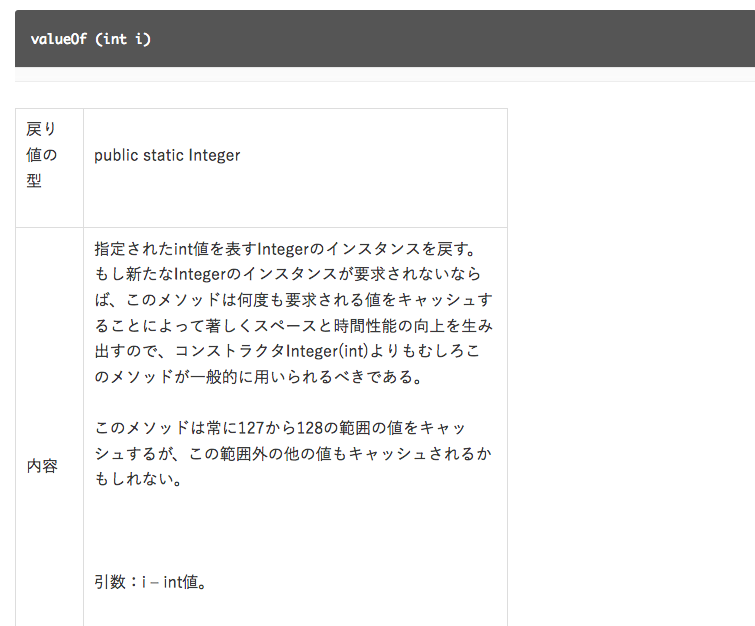 valueOf (int i)
戻り
値の
型
public static Integer
内容
指定されたint値を表すIntegerのインスタンスを戻す。
もし新たなIntegerのインスタンスが要求されないなら
ば、このメソッドは何度も要求される値をキャッシュす
ることによって著しくスペースと時間性能の向上を生み
出すので、コンストラクタInteger(int)よりもむしろこ
のメソッドが一般的に用いられるべきである。
このメソッドは常に127から128の範囲の値をキャッ
シュするが、この範囲外の他の値もキャッシュされるか
もしれない。
引数：i – int値。